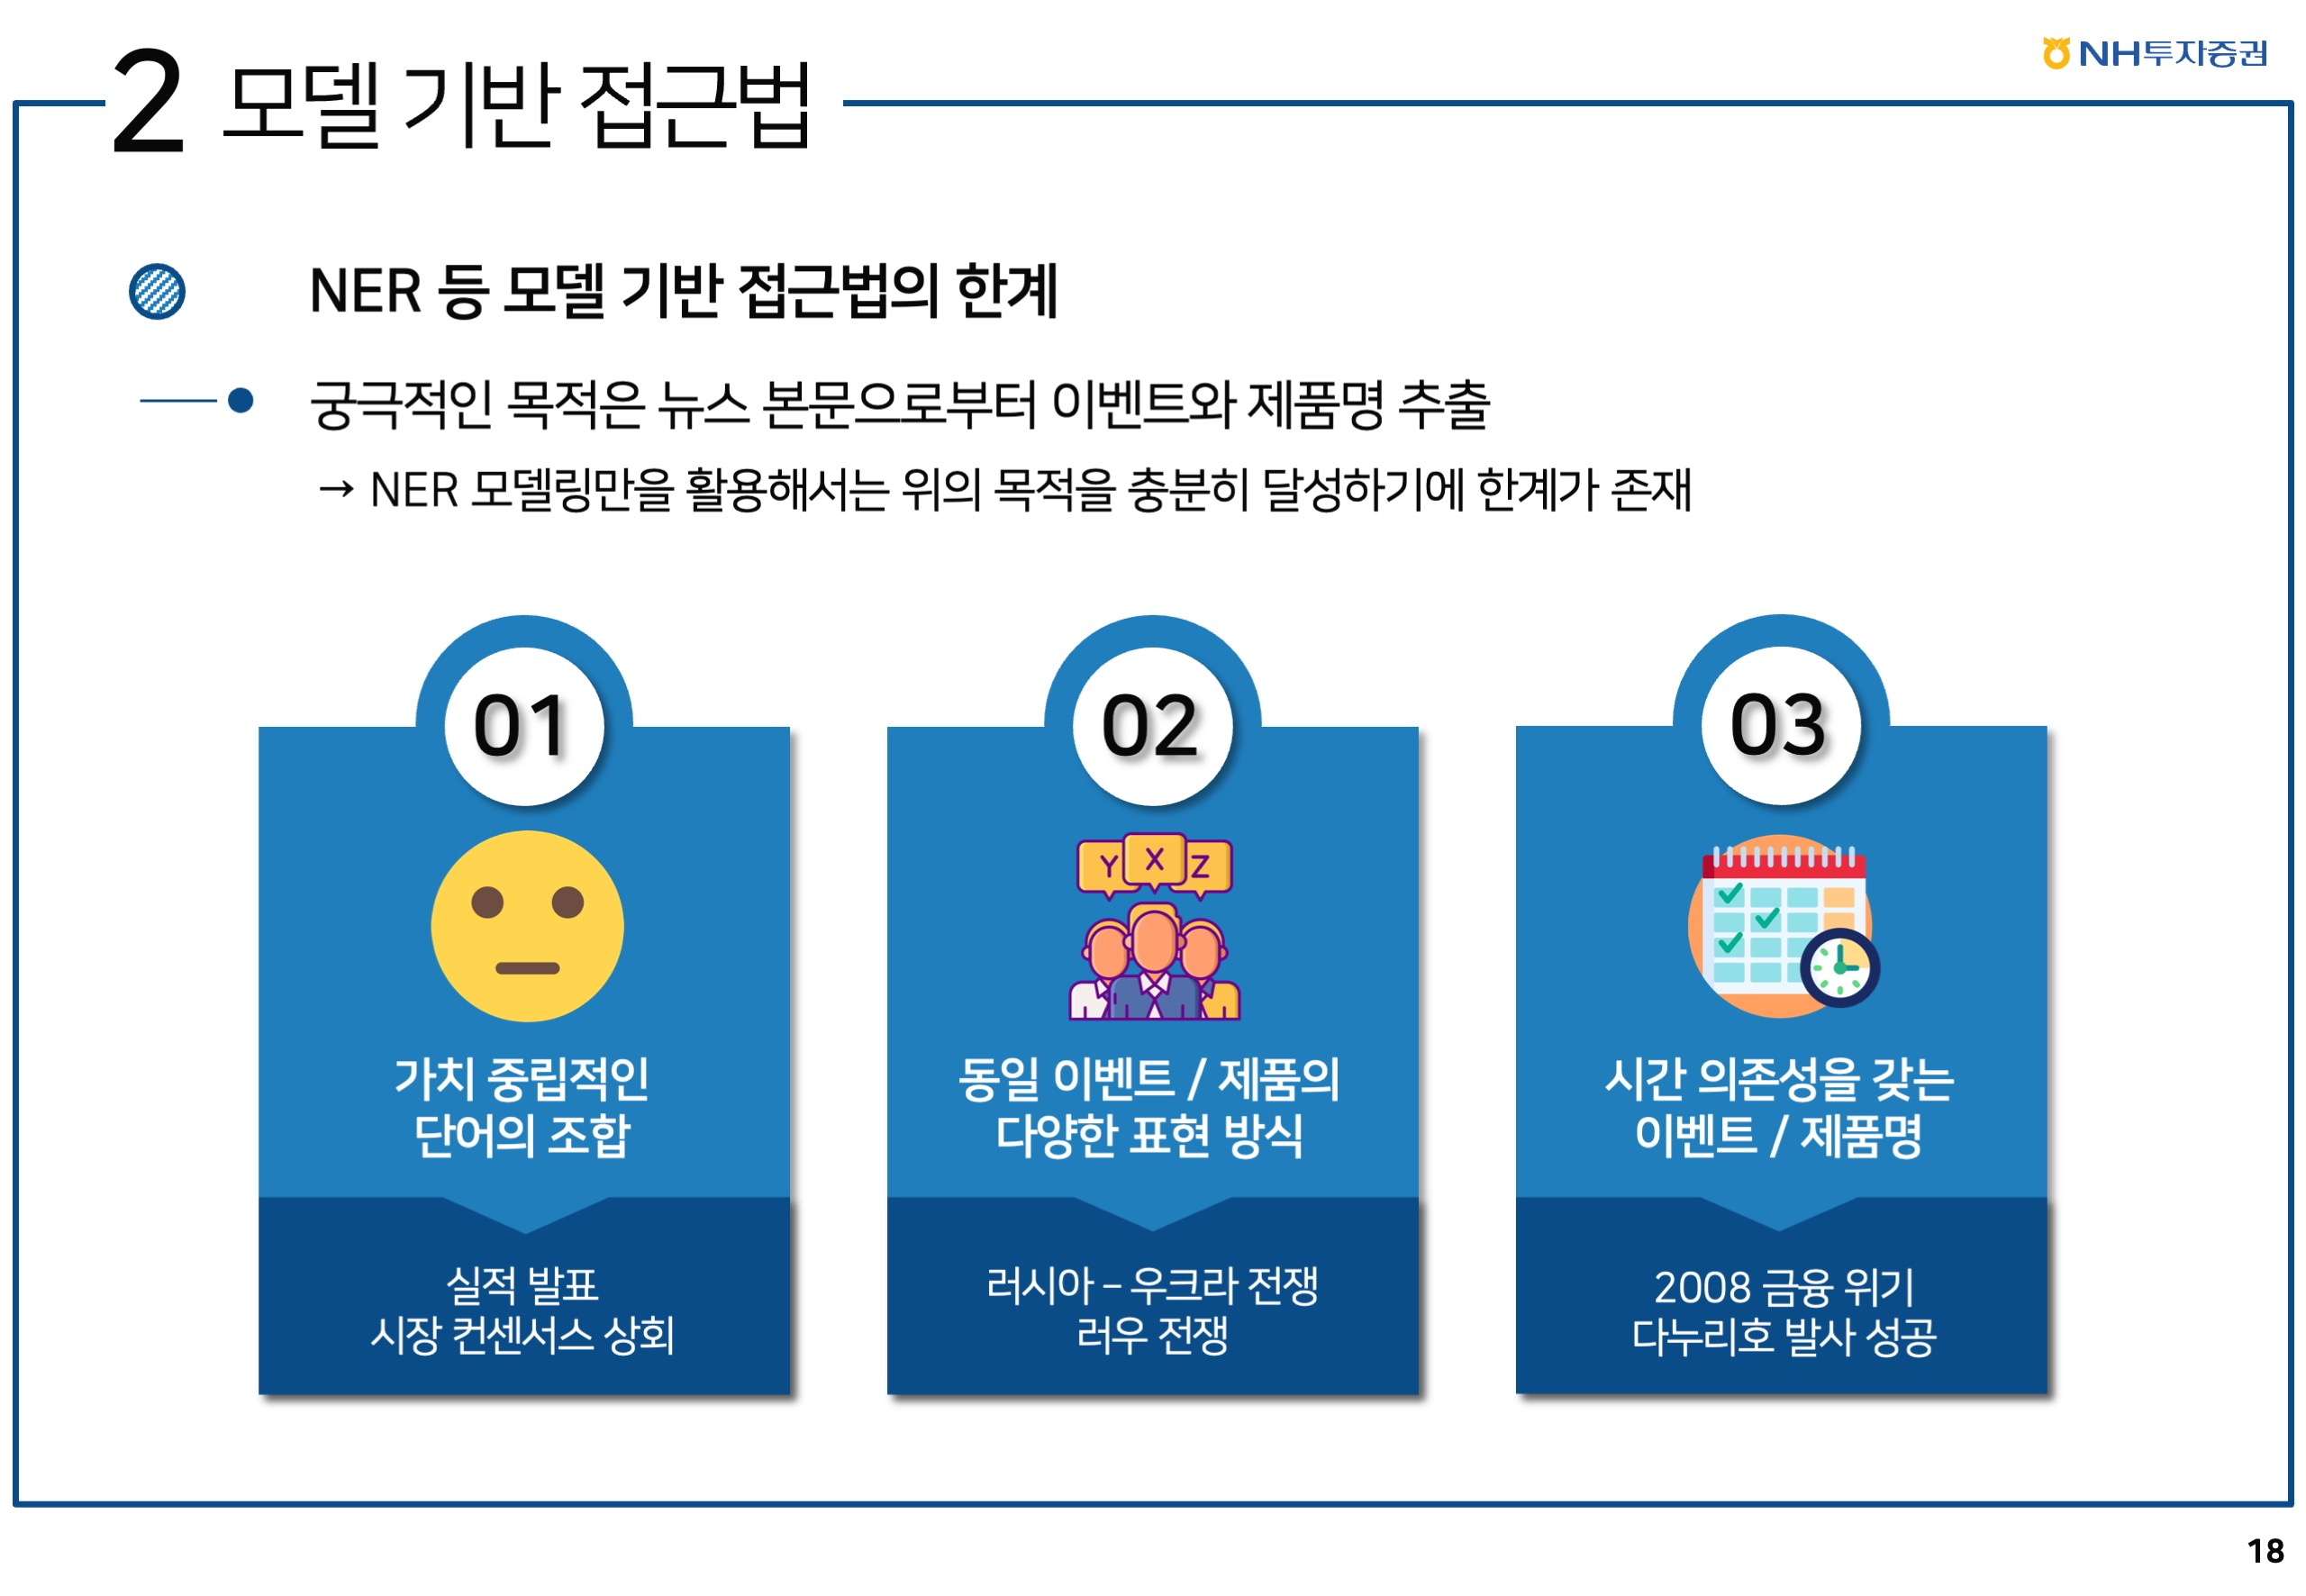 2 모델 기반 접근법
NH투자증권
NER 등 모델 기반 접근법의 한계
궁극적인 목적은 뉴스 본문으로부터 이벤트와 제품명 추출
→ NER 모델링만을 활용해서는 위의 목적을 충분히 달성하기에 한계가 존재
01
가치 중립적인
단어의 조합
실적 발표
시장 컨센서스 상회
02
Y X Z
동일 이벤트 / 제품의
다양한 표현 방식
러시아 – 우크라 전쟁
러우 전쟁
03
시간 의존성을 갖는
이벤트 / 제품명
2008 금융 위기
다누리호 발사 성공
18